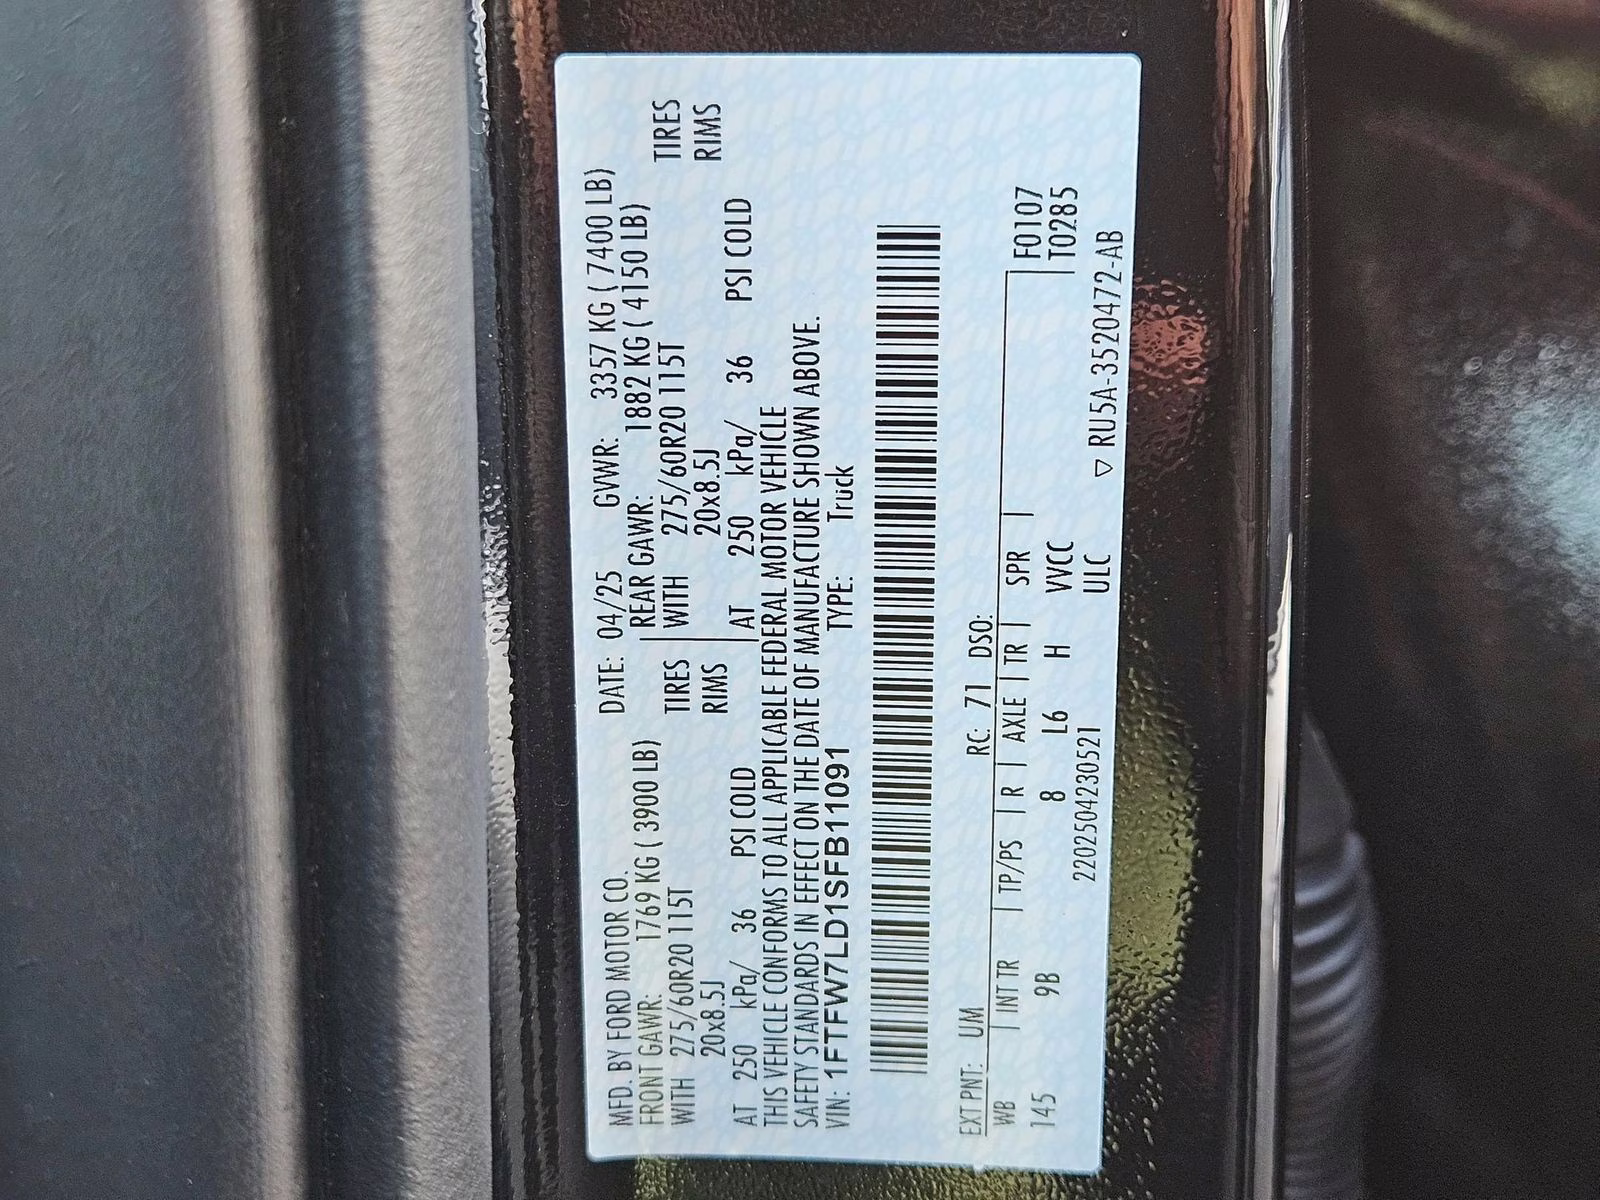 MFD. BY FORD MOTOR CO. DATE: 04/25 GVWR: 3357 KG ( 7400 LB)
FRONT GAWR: 1769 KG ( 3900 LB) REAR GAWR: 1882 KG ( 4150 LB)
WITH 275/60R20 115T TIRES WITH 275/60R20 115T TIRES
20x8.5J RIMS 20x8.5J RIMS
AT 250 kPa/ 36 PSI COLD AT 250 kPa/ 36 PSI COLD
THIS VEHICLE CONFORMS TO ALL APPLICABLE FEDERAL MOTOR VEHICLE
SAFETY STANDARDS IN EFFECT ON THE DATE OF MANUFACTURE SHOWN ABOVE.
VIN: 1FTFW7LD1SFB11091 TYPE: Truck
EXT PNT: UM RC: 71 DSO:
WB | INT TR | TP/PS | R | AXLE | TR | SPR | F0107
145 9B 8 L6 H VVCC T0285
2202504230521 ULC ▽ RU5A-3520472-AB